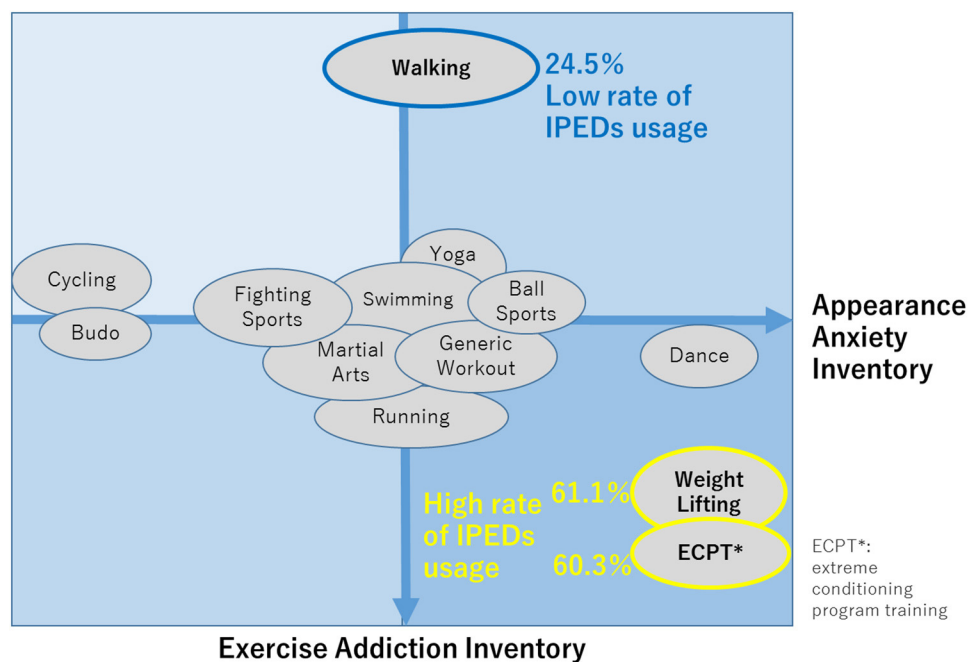 Walking
24.5%
Low rate of
IPEDs usage
Yoga
Cycling
Fighting
Sports
Swimming
Ball
Sports
Budo
Martial
Arts
Generic
Workout
Dance
Running
Appearance
Anxiety
Inventory
High rate
of IPEDs
usage
61.1%
Weight
Lifting
60.3%
ECPT*
ECPT*:
extreme
conditioning
program training
Exercise Addiction Inventory